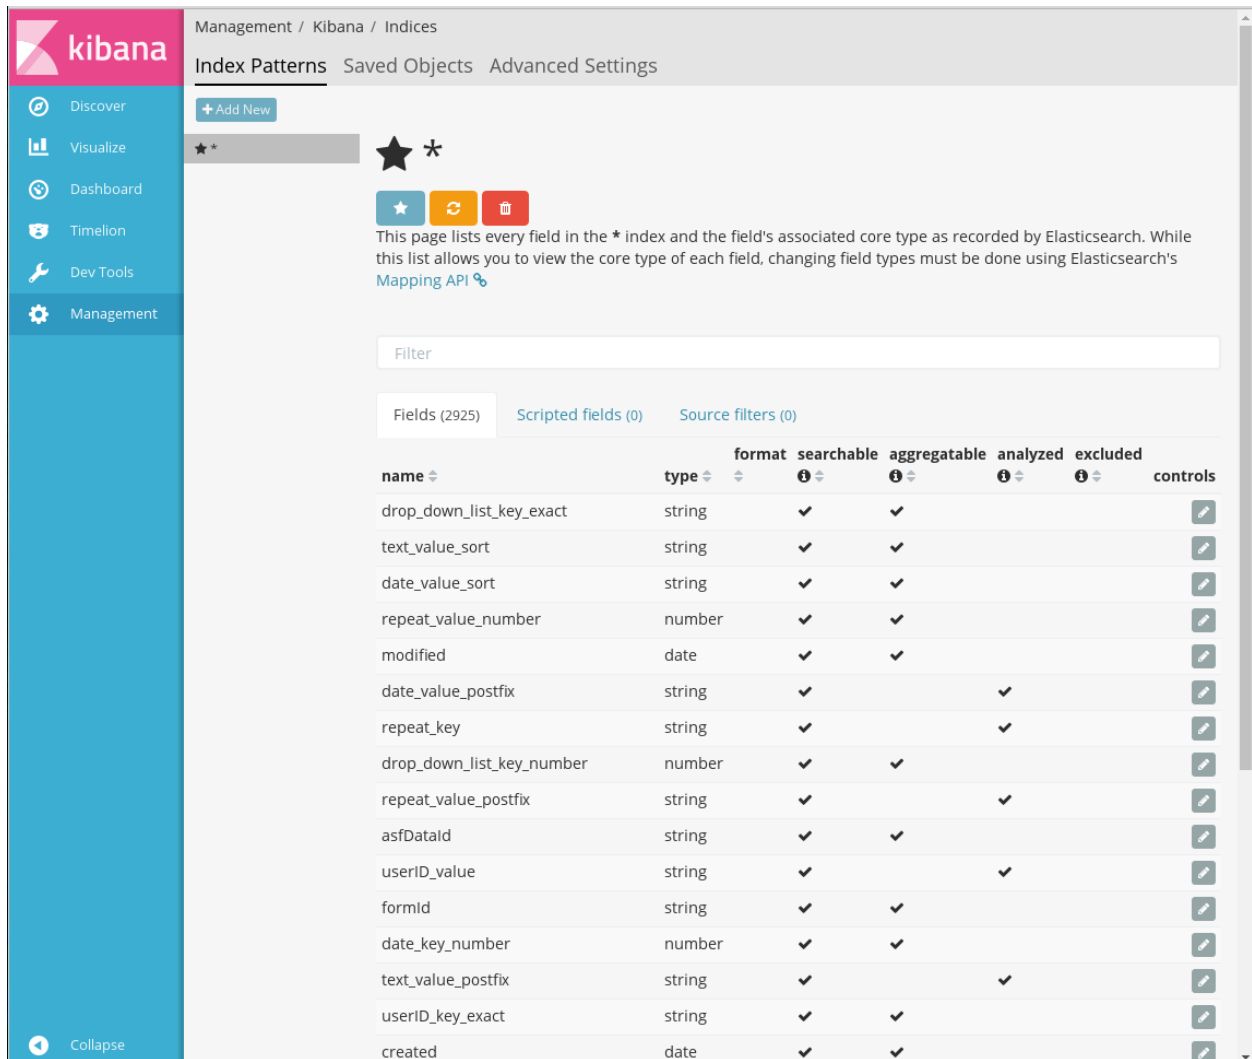 kibana
Discover
Visualize
Dashboard
Timelion
Dev Tools
Management
Collapse
Management / Kibana / Indices
Index Patterns Saved Objects Advanced Settings
Add New
*
*
This page lists every field in the * index and the field's associated core type as recorded by Elasticsearch. While
this list allows you to view the core type of each field, changing field types must be done using Elasticsearch's
Mapping API
Filter
Fields (2925) Scripted fields (0) Source filters (0)
name type format searchable aggregatable analyzed excluded controls
drop_down_list_key_exact string
text_value_sort string
date_value_sort string
repeat_value_number number
modified date
date_value_postfix string
repeat_key string
drop_down_list_key_number number
repeat_value_postfix string
asfDataId string
userID_value string
formId string
date_key_number number
text_value_postfix string
userID_key_exact string
created date